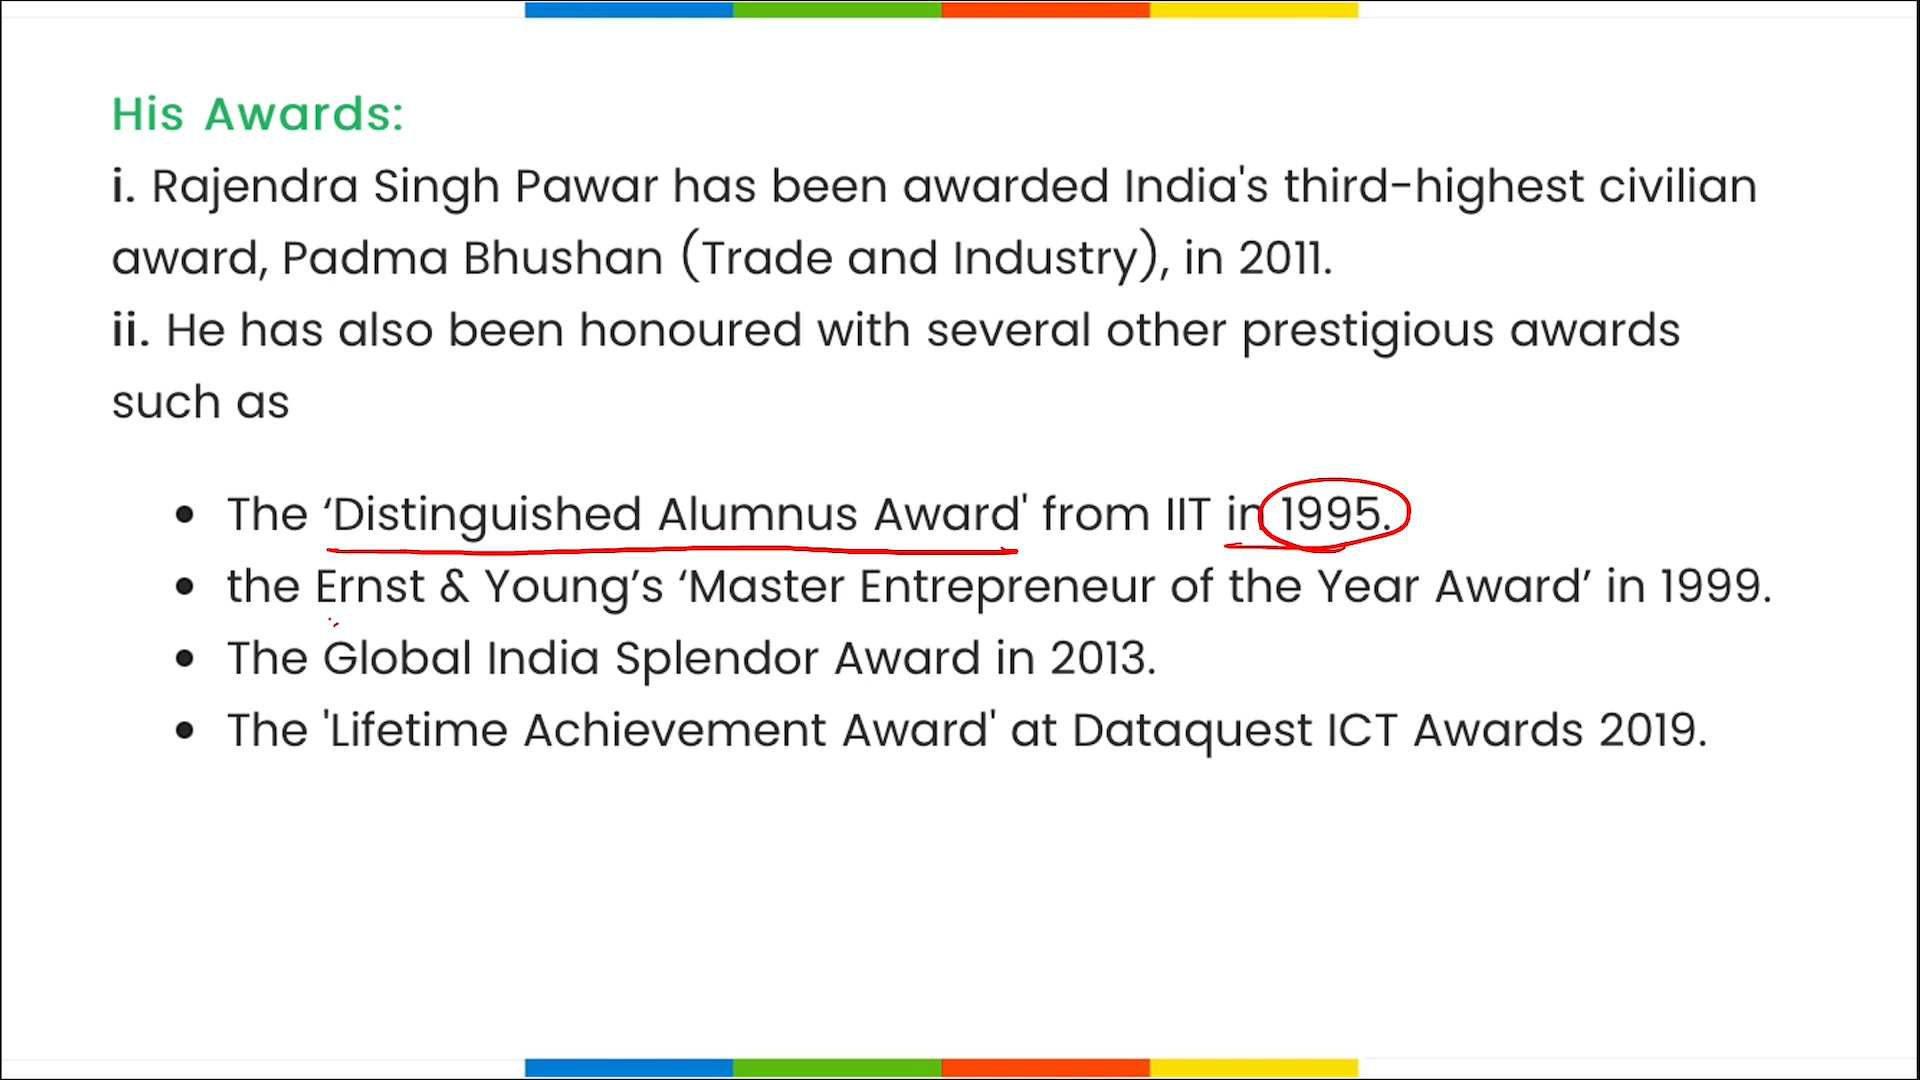 His Awards:
i. Rajendra Singh Pawar has been awarded India's third-highest civilian
award, Padma Bhushan (Trade and Industry), in 2011.
ii. He has also been honoured with several other prestigious awards
such as
• The ‘Distinguished Alumnus Award' from IIT in 1995.
• the Ernst & Young’s ‘Master Entrepreneur of the Year Award’ in 1999.
• The Global India Splendor Award in 2013.
• The 'Lifetime Achievement Award' at Dataquest ICT Awards 2019.